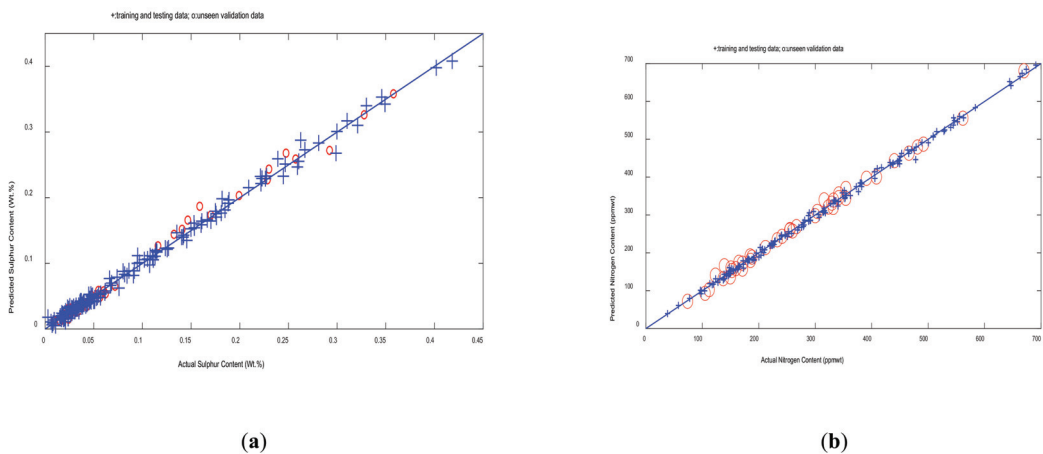 +:training and testing data; o:unseen validation data
0.4
0.3
0.2
0.1
0
Predicted Sulphur Content (Wt.%)
0 0.05 0.1 0.15 0.2 0.25 0.3 0.35 0.4 0.45
Actual Sulphur Content (Wt.%)
(a)
+:training and testing data; o:unseen validation data
700
600
500
400
300
200
100
0
Predicted Nitrogen Content (ppmwt)
0 100 200 300 400 500 600 700
Actual Nitrogen Content (ppmwt)
(b)